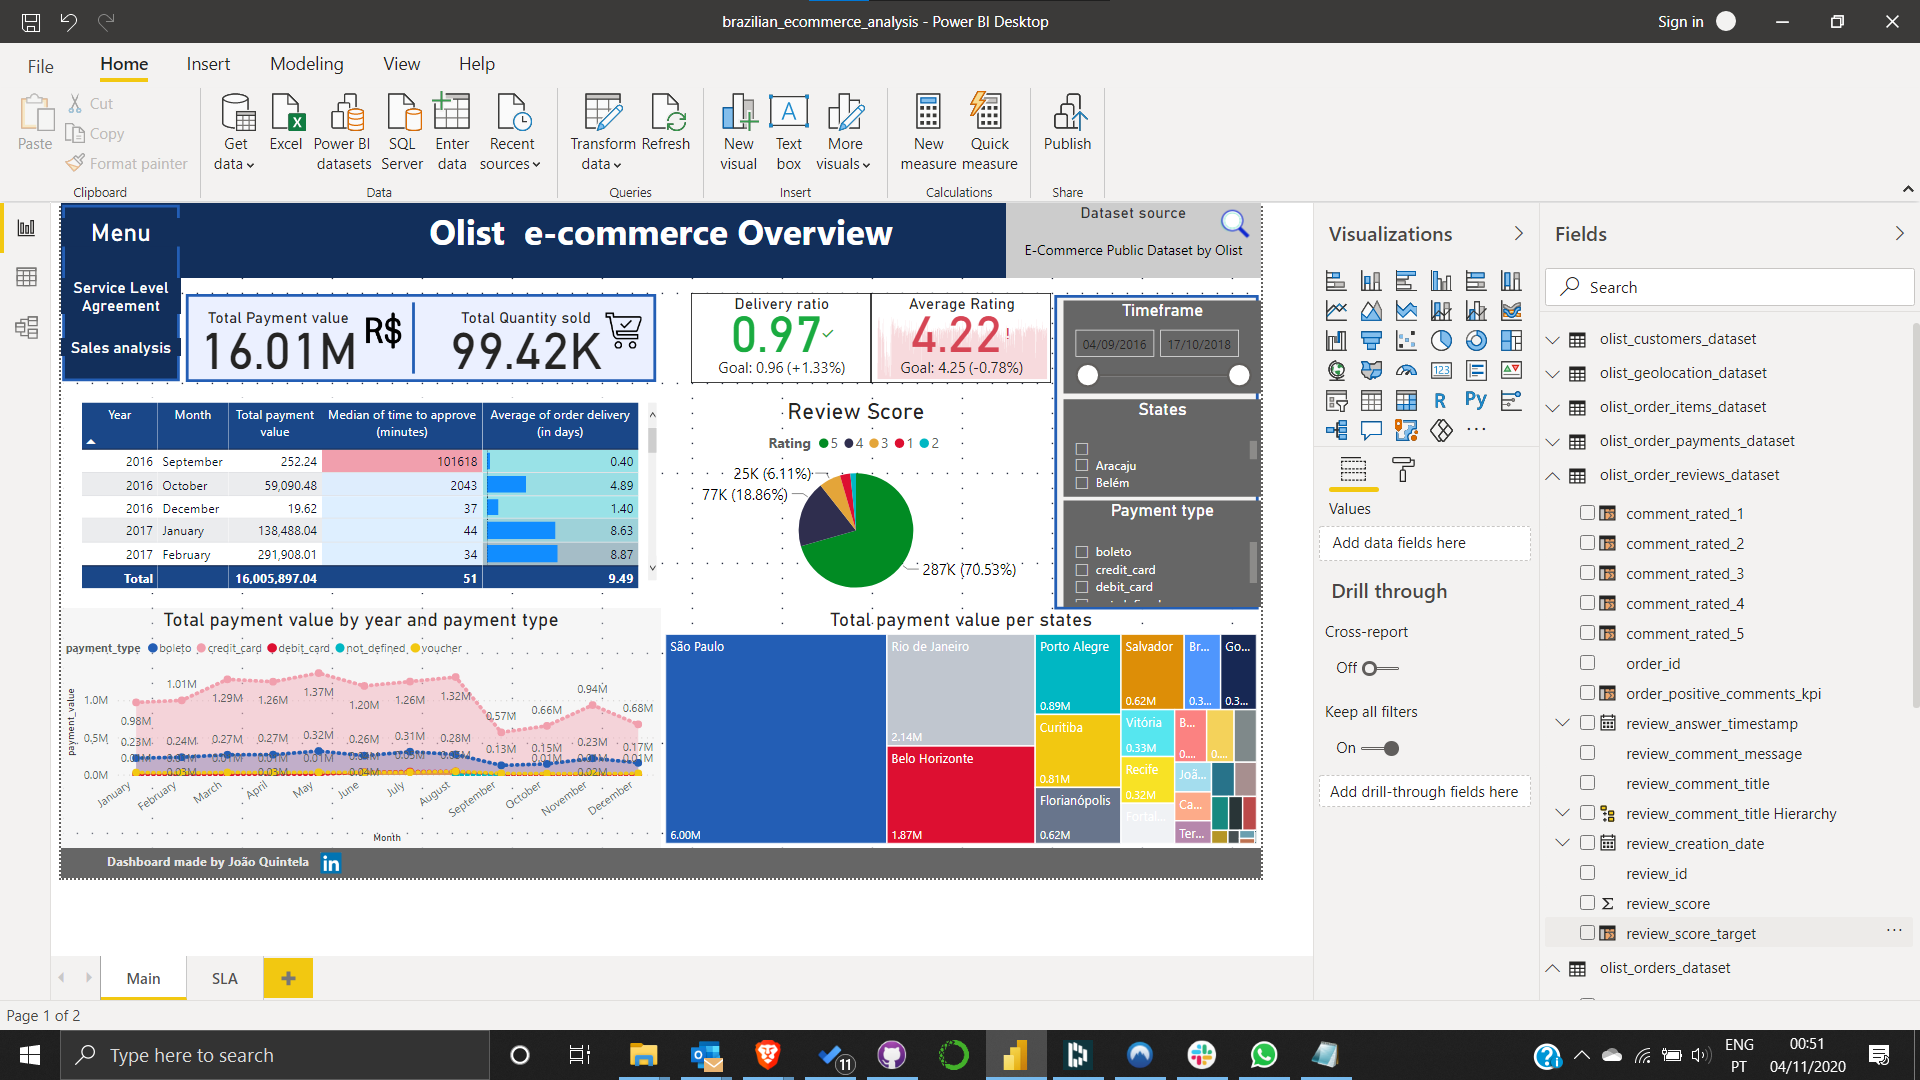 brazilian_ecommerce_analysis - Power BI Desktop
Sign in
File
Home
Insert
Modeling
View
Help
Paste
Cut
Copy
Format painter
Clipboard
Get data
Excel
Power BI datasets
SQL Server
Enter data
Recent sources
Data
Transform data
Refresh
Queries
New visual
Text box
More visuals
Insert
New measure
Quick measure
Calculations
Publish
Share
Menu
Service Level
Agreement
Sales analysis
Olist e-commerce Overview
Dataset source
E-Commerce Public Dataset by Olist
Total Payment value
16.01M
R$
Total Quantity sold
99.42K
Delivery ratio
0.97
Goal: 0.96 (+1.33%)
Average Rating
4.22
!
Goal: 4.25 (-0.78%)
Timeframe
04/09/2016
17/10/2018
States
Aracaju
Belém
Payment type
boleto
credit_card
debit_card
Year Month Total payment value Median of time to approve (minutes) Average of order delivery (in days)
2016 September 252.24 101618 0.40
2016 October 59,090.48 2043 4.89
2016 December 19.62 37 1.40
2017 January 138,488.04 44 8.63
2017 February 291,908.01 34 8.87
Total 16,005,897.04 51 9.49
Review Score
Rating 5 4 3 1 2
25K (6.11%)
77K (18.86%)
287K (70.53%)
Total payment value by year and payment type
payment_type boleto credit_card debit_card not_defined voucher
payment_value
1.0M
0.5M
0.0M
0.98M 1.01M 1.29M 1.26M 1.37M 1.20M 1.26M 1.32M 0.57M 0.66M 0.94M 0.68M
0.23M 0.24M 0.27M 0.27M 0.32M 0.26M 0.31M 0.28M 0.13M 0.15M 0.23M 0.17M
0.03M 0.03M 0.04M 0.02M
January February March April May June July August September October November December
Month
Total payment value per states
São Paulo
6.00M
Rio de Janeiro
2.14M
Belo Horizonte
1.87M
Porto Alegre
0.89M
Curitiba
0.81M
Florianópolis
0.62M
Salvador
0.62M
Br...
0.3...
Go...
0.3...
Vitória
0.33M
Recife
0.32M
Portal...
B...
0....
0....
Joã...
Ca...
Ter...
Dashboard made by João Quintela
in
Main
SLA
Page 1 of 2
Visualizations
123
R
Py
Values
Add data fields here
Drill through
Cross-report
Off
Keep all filters
On
Add drill-through fields here
Fields
Search
olist_customers_dataset
olist_geolocation_dataset
olist_order_items_dataset
olist_order_payments_dataset
olist_order_reviews_dataset
comment_rated_1
comment_rated_2
comment_rated_3
comment_rated_4
comment_rated_5
order_id
order_positive_comments_kpi
review_answer_timestamp
review_comment_message
review_comment_title
review_comment_title Hierarchy
review_creation_date
review_id
review_score
review_score_target
olist_orders_dataset
Type here to search
11
ENG
PT
00:51
04/11/2020